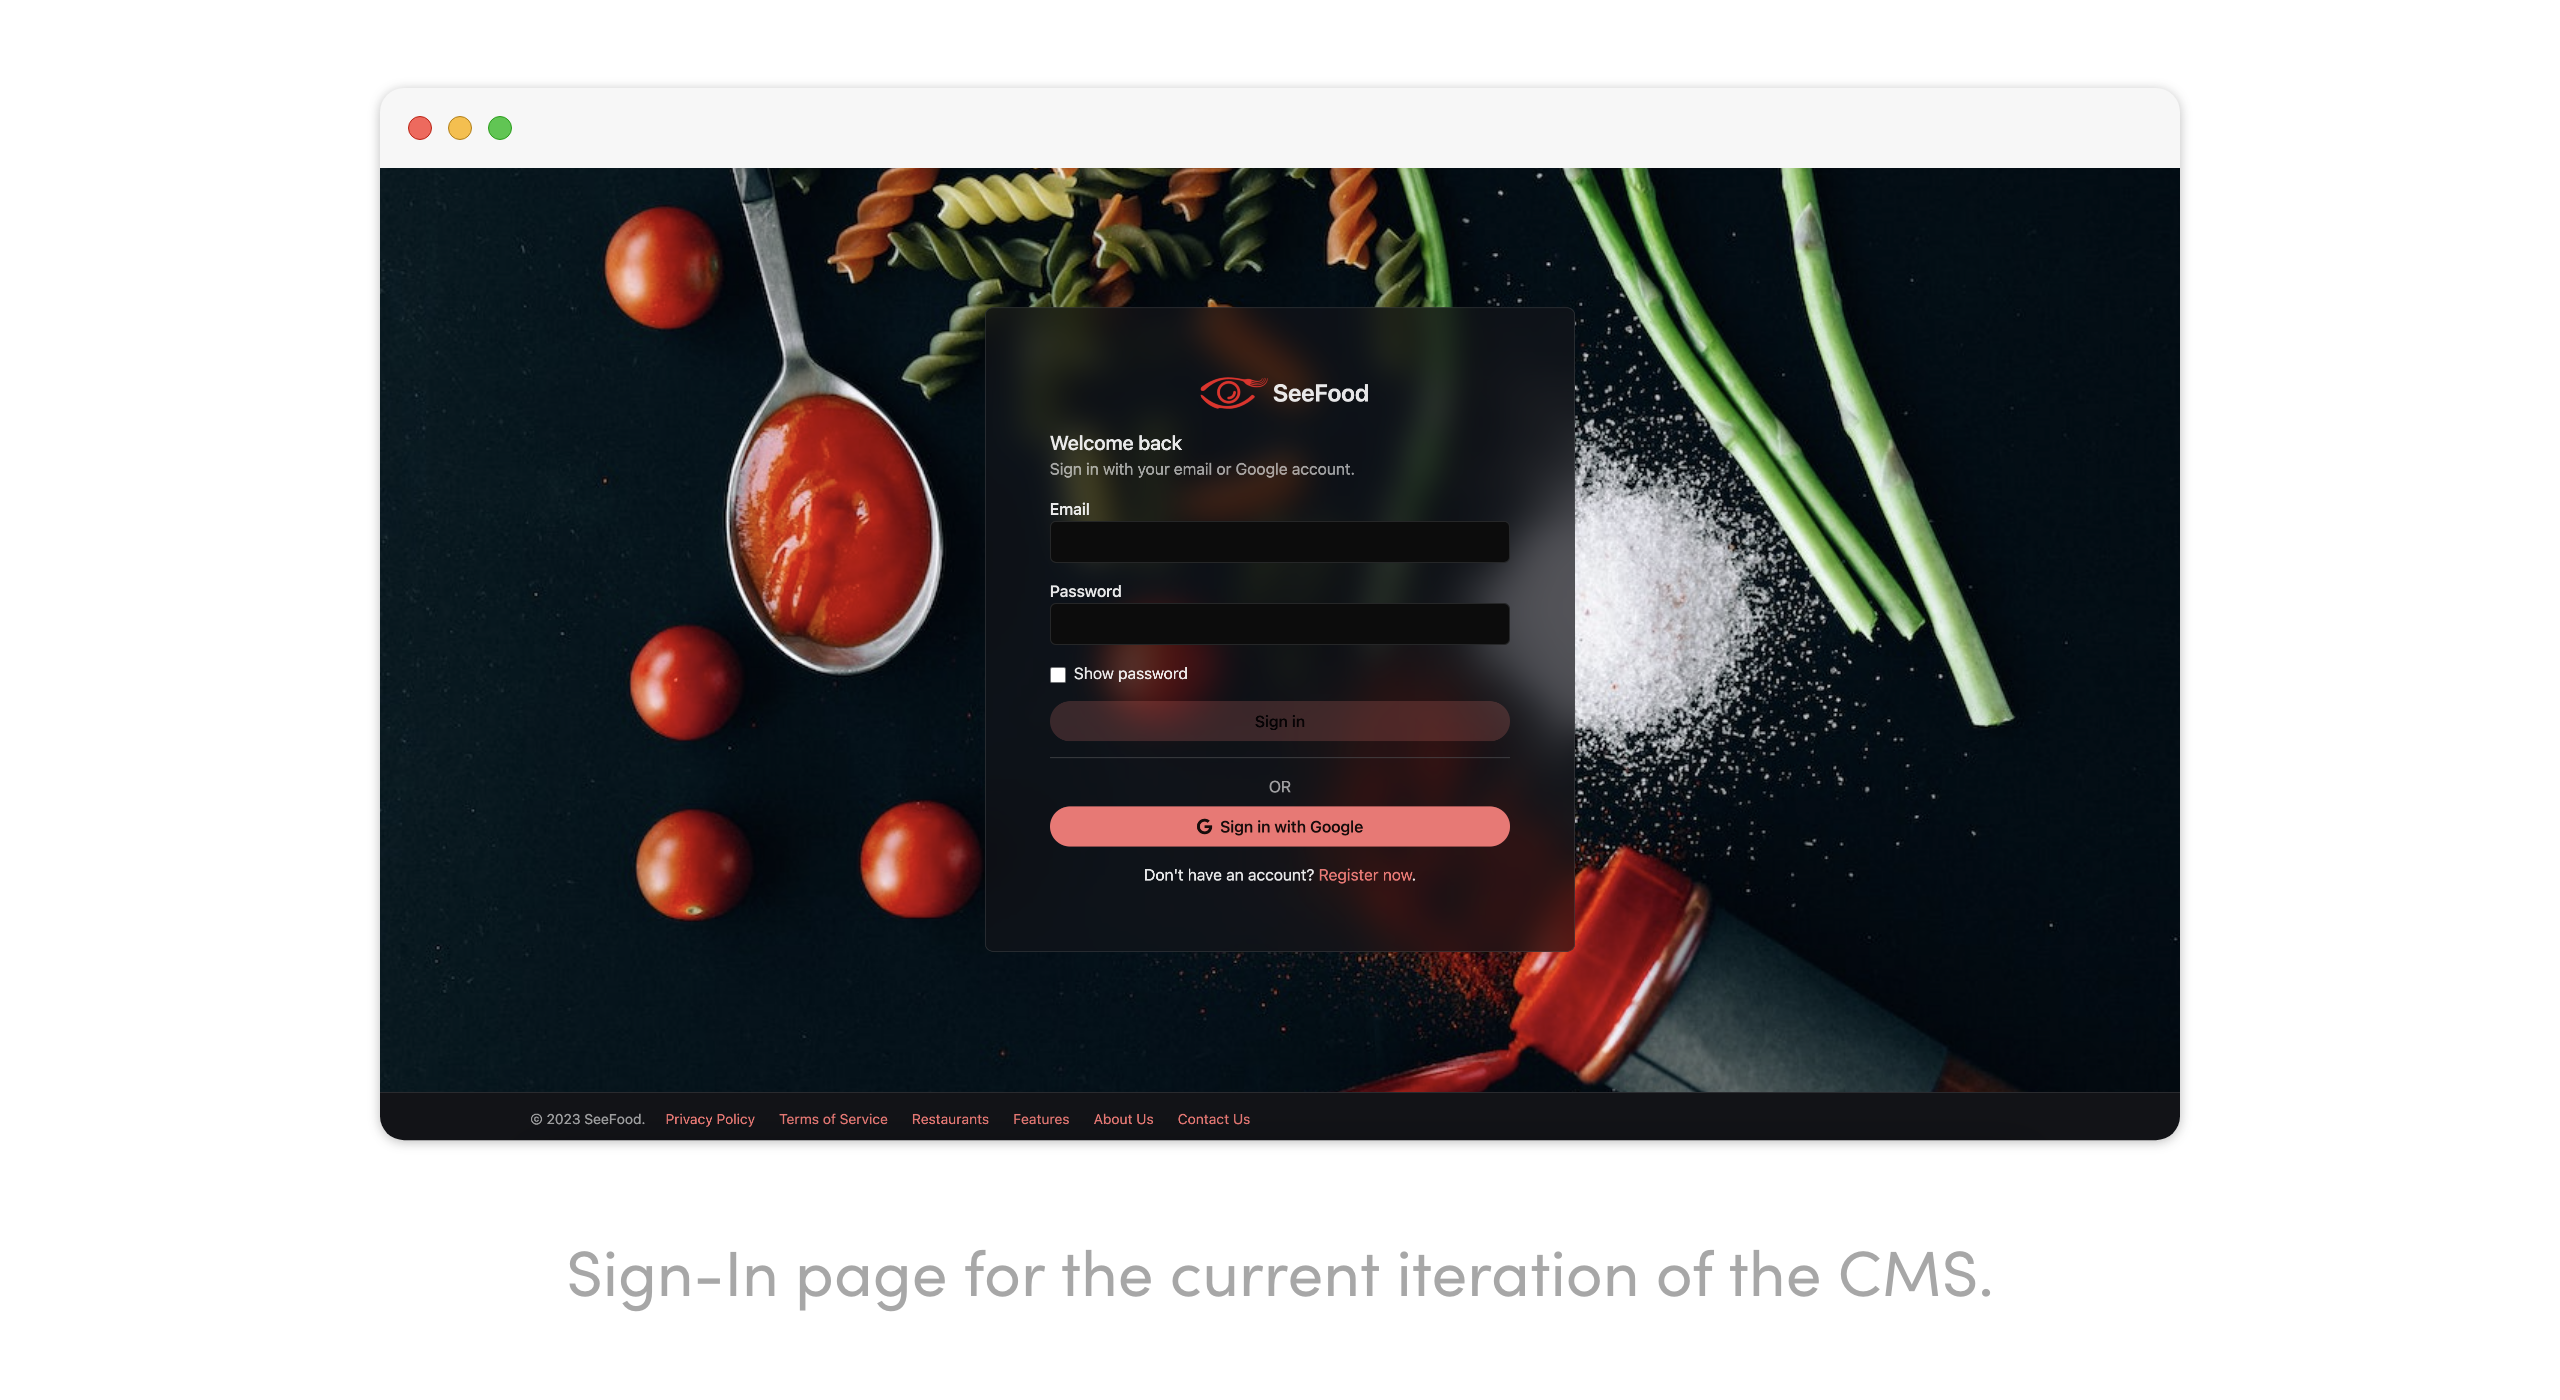 SeeFood
Welcome back
Sign in with your email or Google account.
Email
Password
Show password
Sign in
OR
G Sign in with Google
Don't have an account? Register now.
© 2023 SeeFood. Privacy Policy Terms of Service Restaurants Features About Us Contact Us
Sign-In page for the current iteration of the CMS.